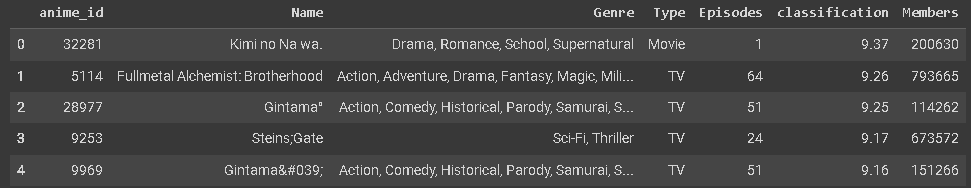 anime_id Name Genre Type Episodes classification Members
0 32281 Kimi no Na wa. Drama, Romance, School, Supernatural Movie 1 9.37 200630
1 5114 Fullmetal Alchemist: Brotherhood Action, Adventure, Drama, Fantasy, Magic, Mili... TV 64 9.26 793665
2 28977 Gintama° Action, Comedy, Historical, Parody, Samurai, S... TV 51 9.25 114262
3 9253 Steins;Gate Sci-Fi, Thriller TV 24 9.17 673572
4 9969 Gintama&#039; Action, Comedy, Historical, Parody, Samurai, S... TV 51 9.16 151266